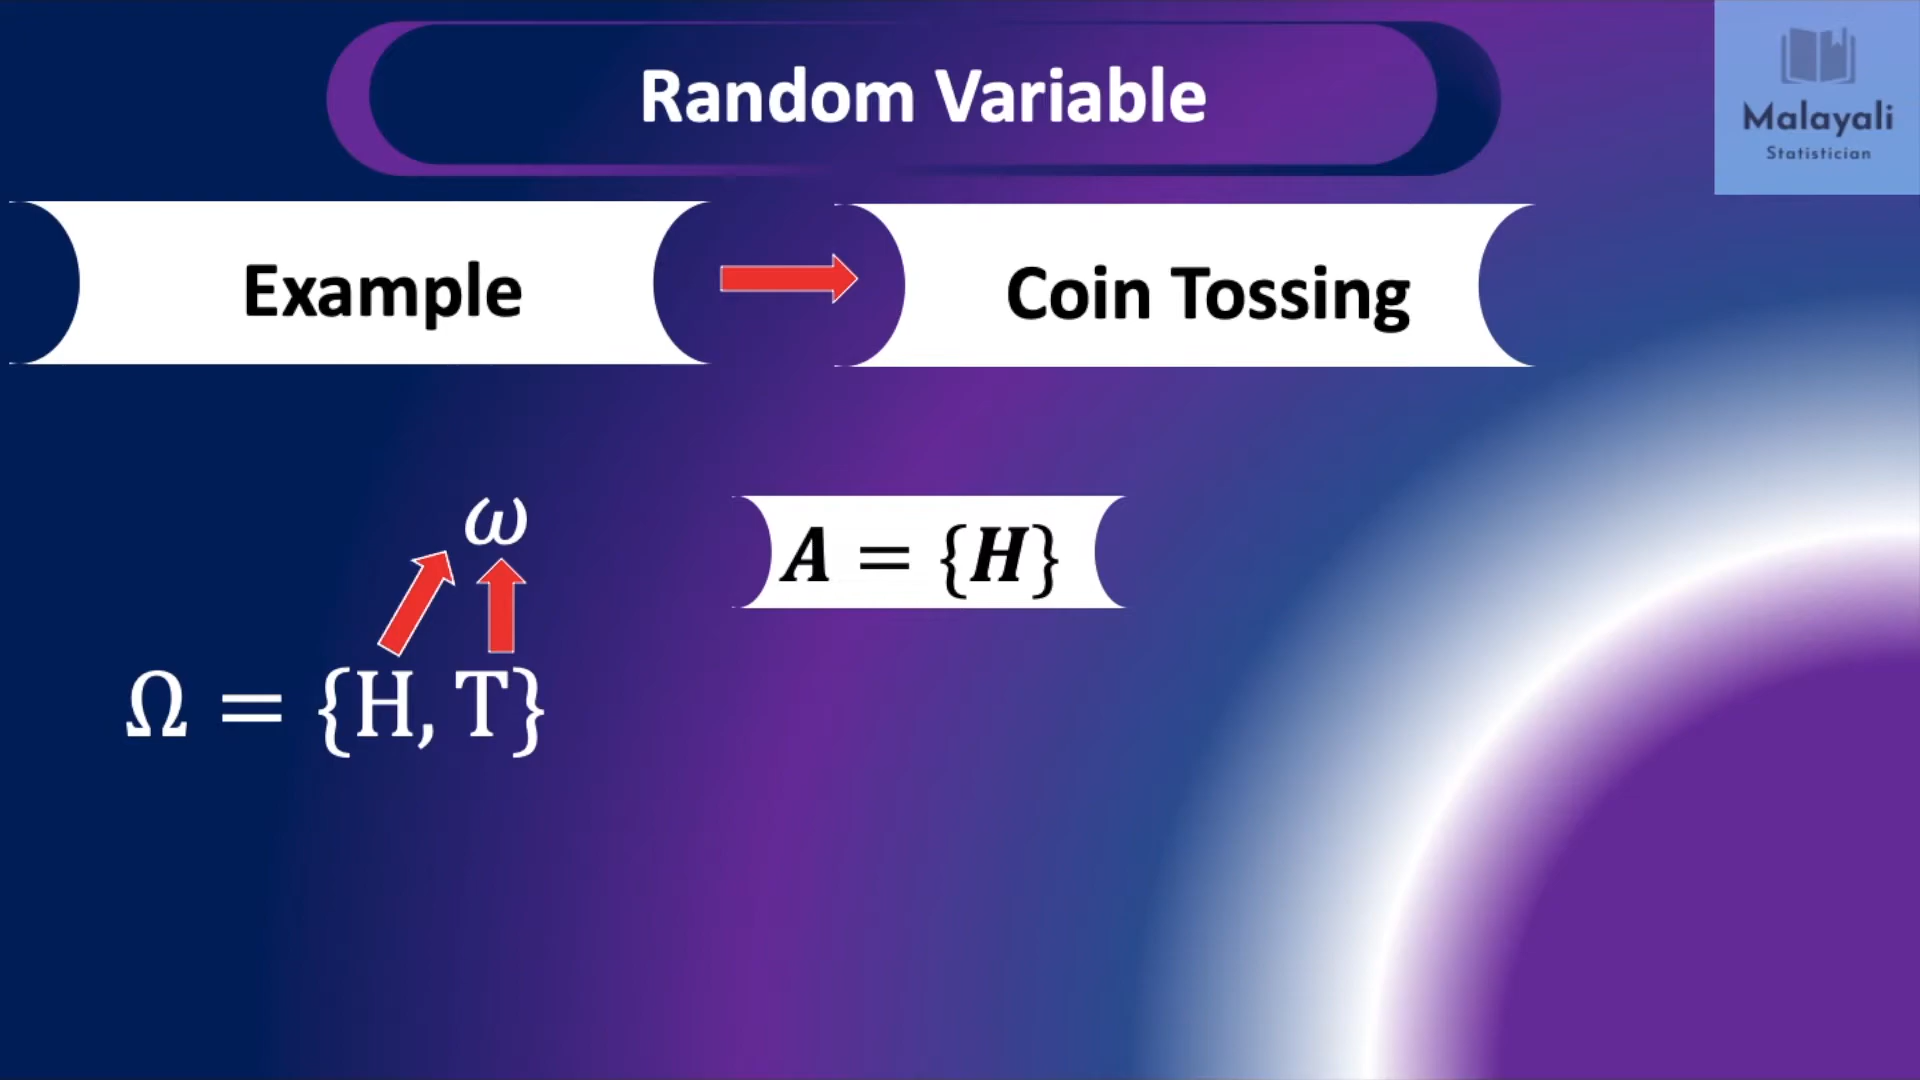 Random Variable
Malayali
Statistician
Example
Coin Tossing
ω
A = {H}
Ω = {H, T}